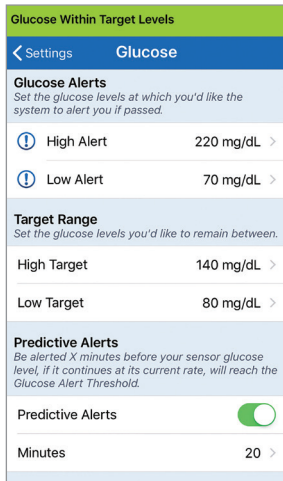 Glucose Within Target Levels
Settings Glucose
Glucose Alerts
Set the glucose levels at which you'd like the
system to alert you if passed.
High Alert 220 mg/dL
Low Alert 70 mg/dL
Target Range
Set the glucose levels you'd like to remain between.
High Target 140 mg/dL
Low Target 80 mg/dL
Predictive Alerts
Be alerted X minutes before your sensor glucose
level, if it continues at its current rate, will reach the
Glucose Alert Threshold.
Predictive Alerts
Minutes 20